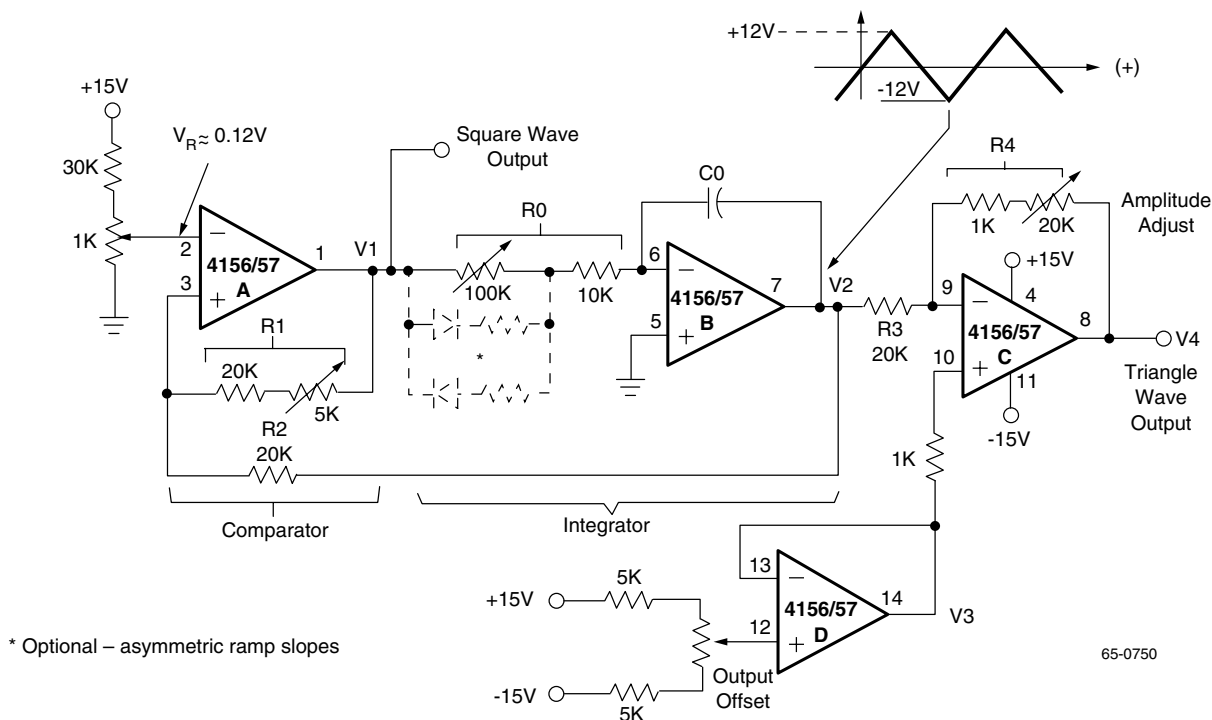 +12V
-12V
(+)
+15V
30K
1K
VR ≈ 0.12V
Square Wave
Output
2
−
3
+
4156/57
A
1
V1
R1
20K
5K
R2
20K
R0
100K
10K
*
C0
6
−
5
+
4156/57
B
7
V2
R3
20K
R4
1K
20K
Amplitude
Adjust
+15V
4
9
−
10
+
4156/57
C
8
11
-15V
V4
Triangle
Wave
Output
1K
Comparator
Integrator
+15V
5K
-15V
5K
Output
Offset
13
−
12
+
4156/57
D
14
V3
* Optional – asymmetric ramp slopes
65-0750